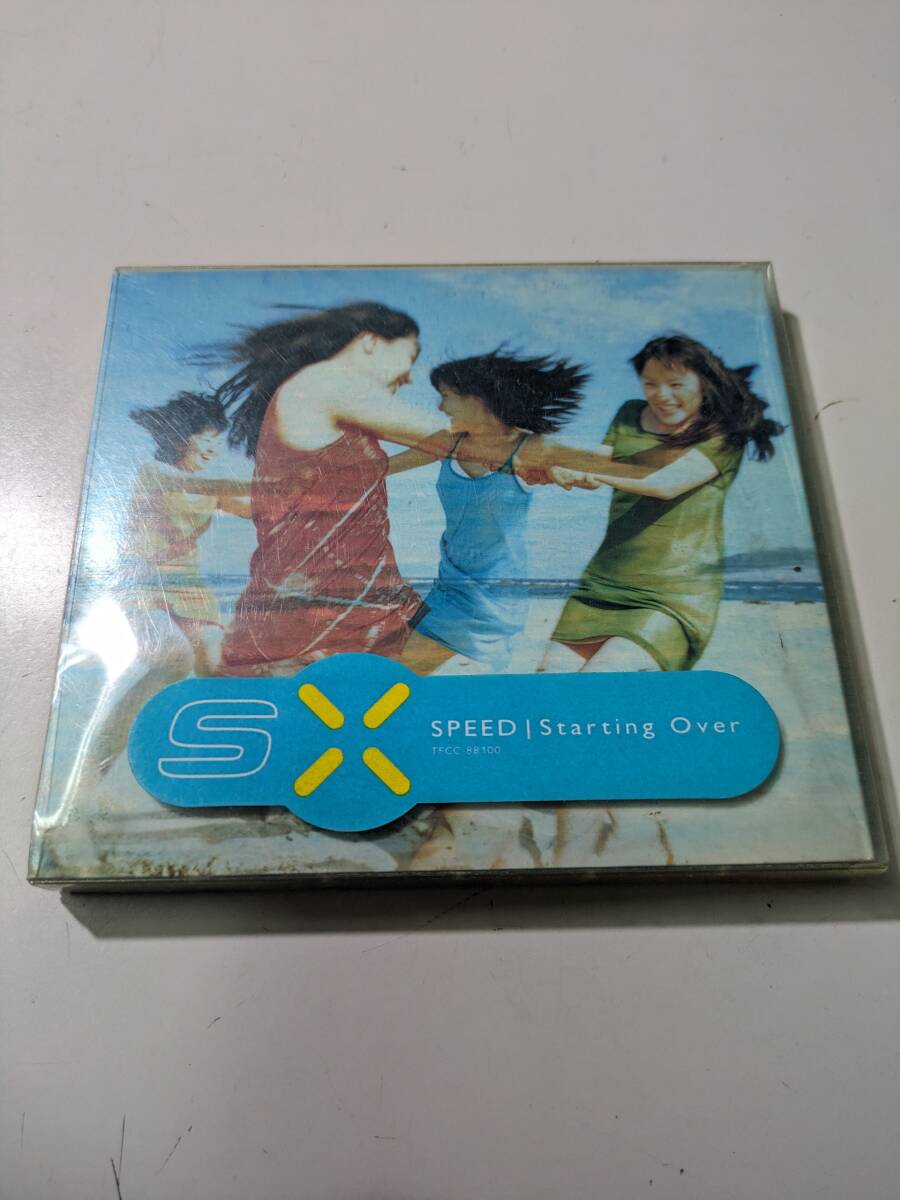 S
SPEED | Starting Over
TFCC-88100